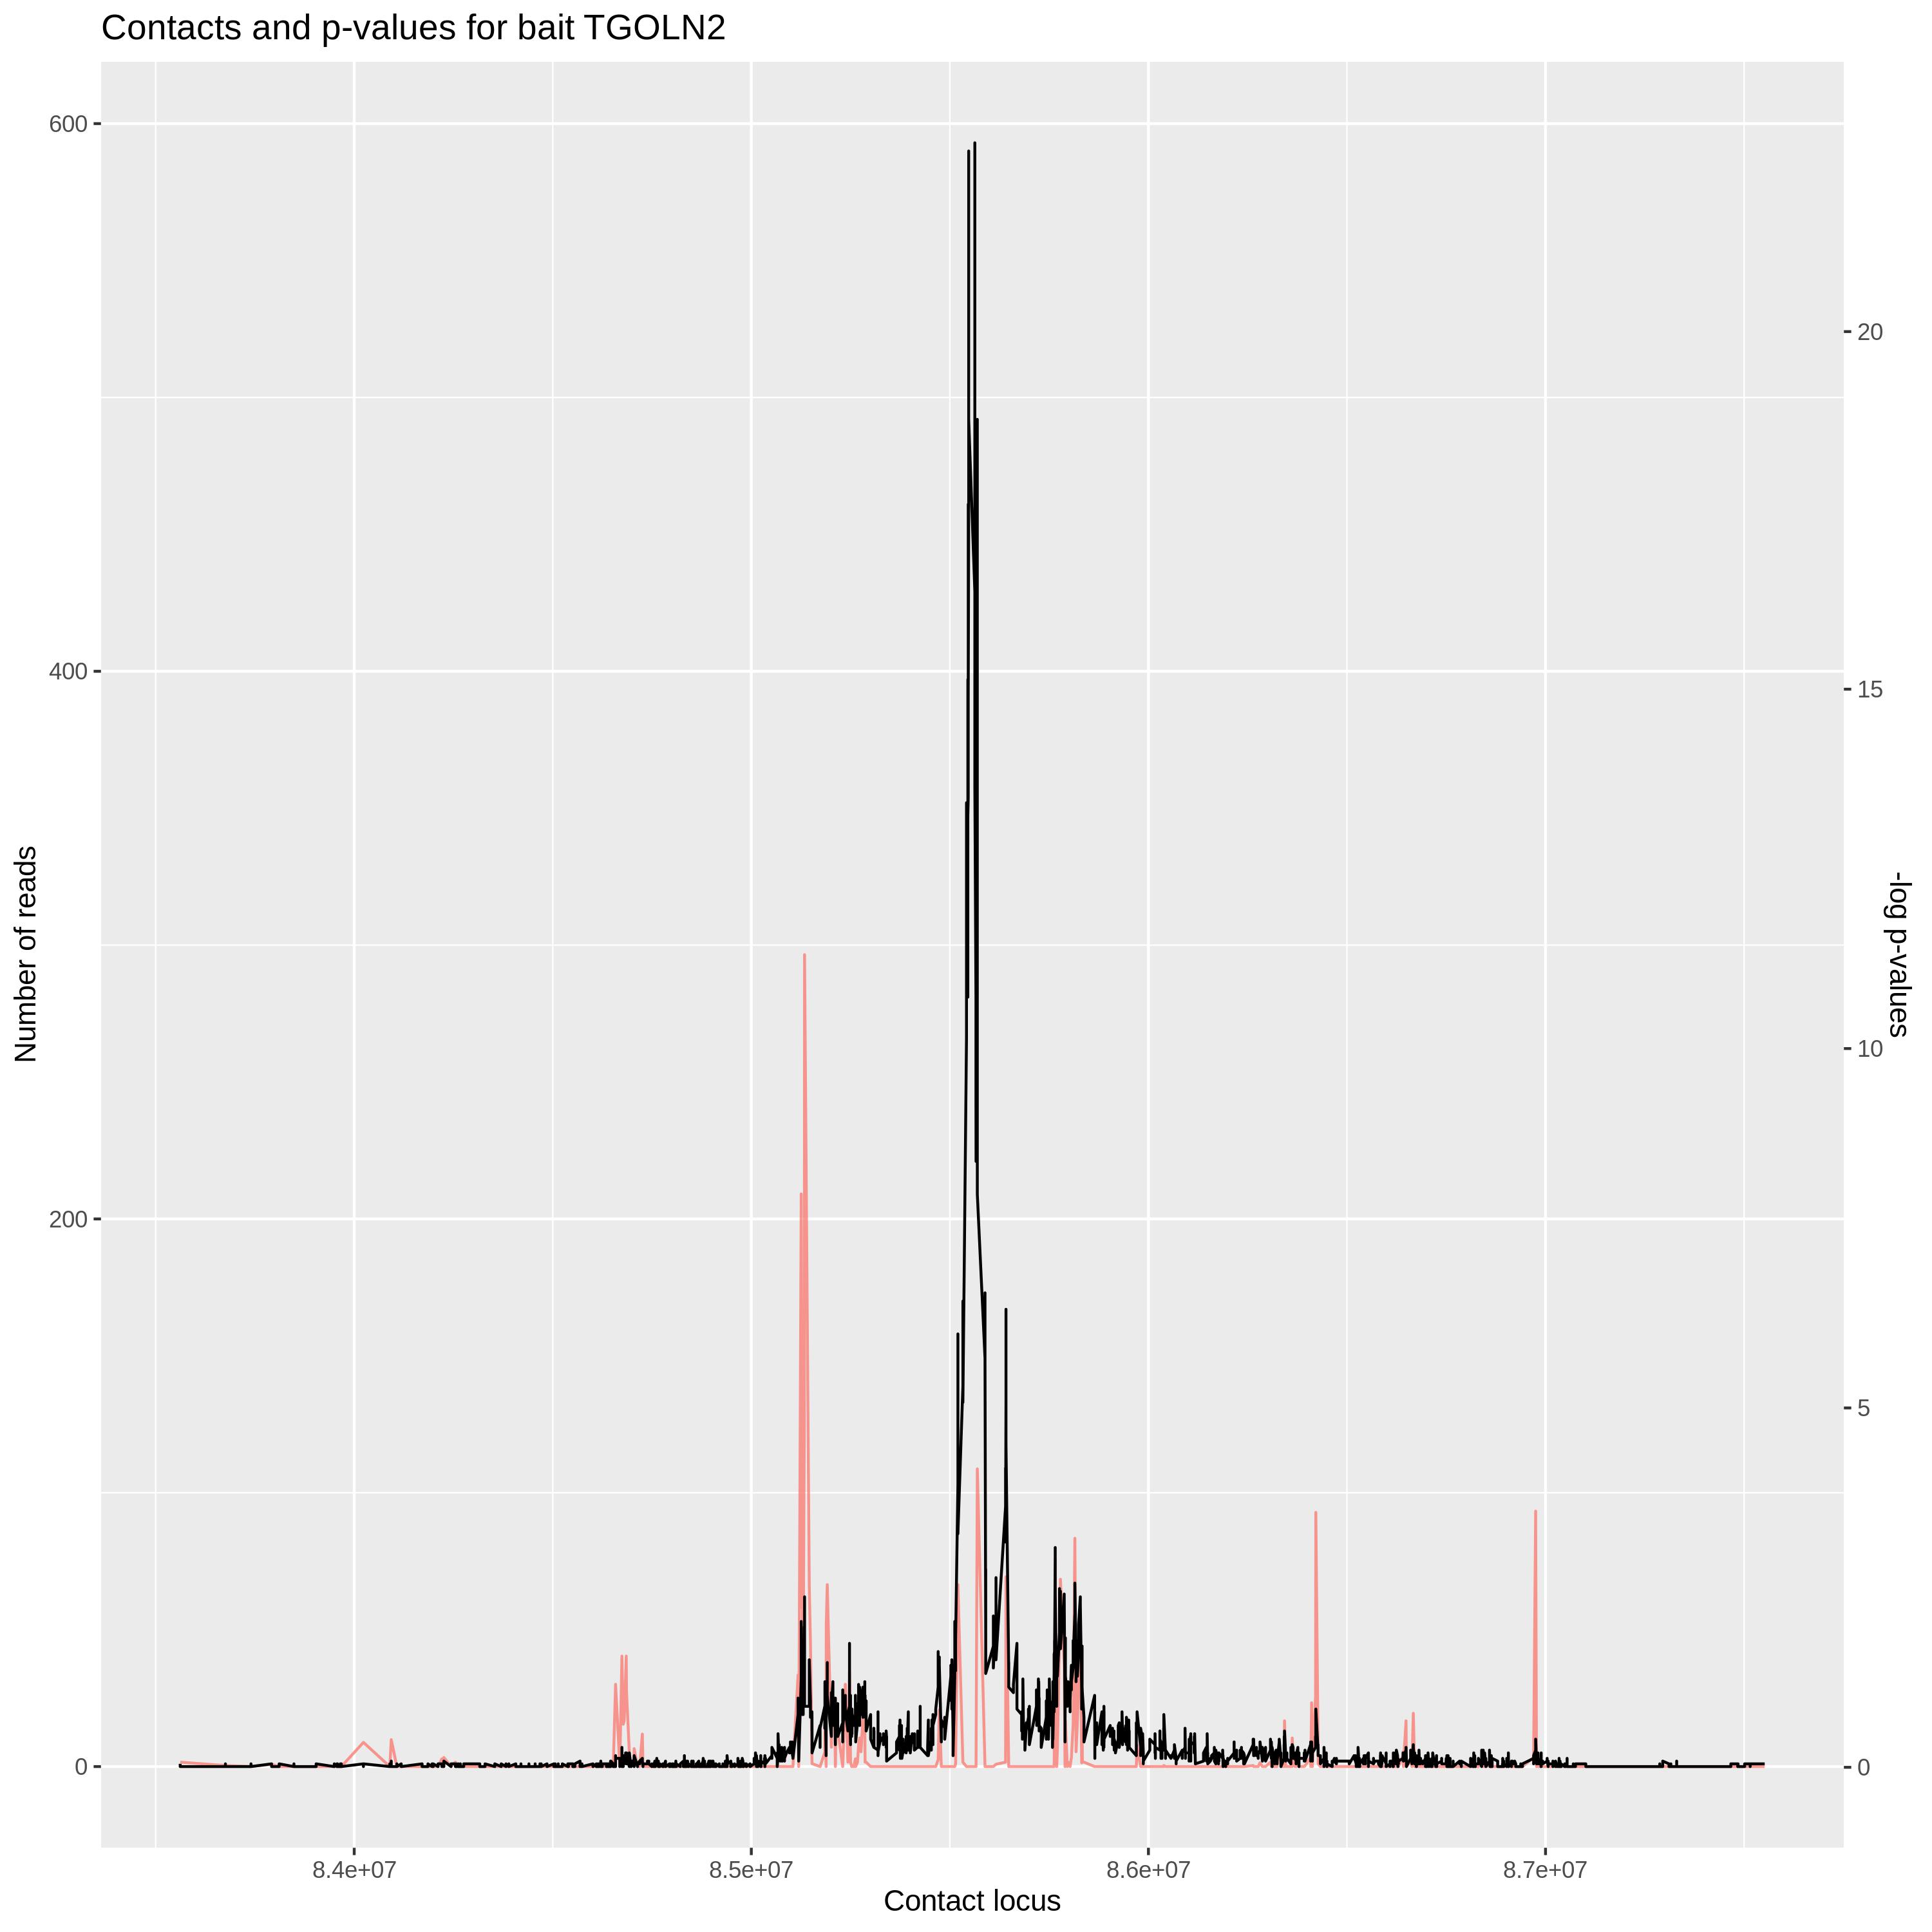 Contacts and p-values for bait TGOLN2
600
400
200
0
Number of reads
20
15
10
5
0
-log p-values
8.4e+07 8.5e+07 8.6e+07 8.7e+07
Contact locus